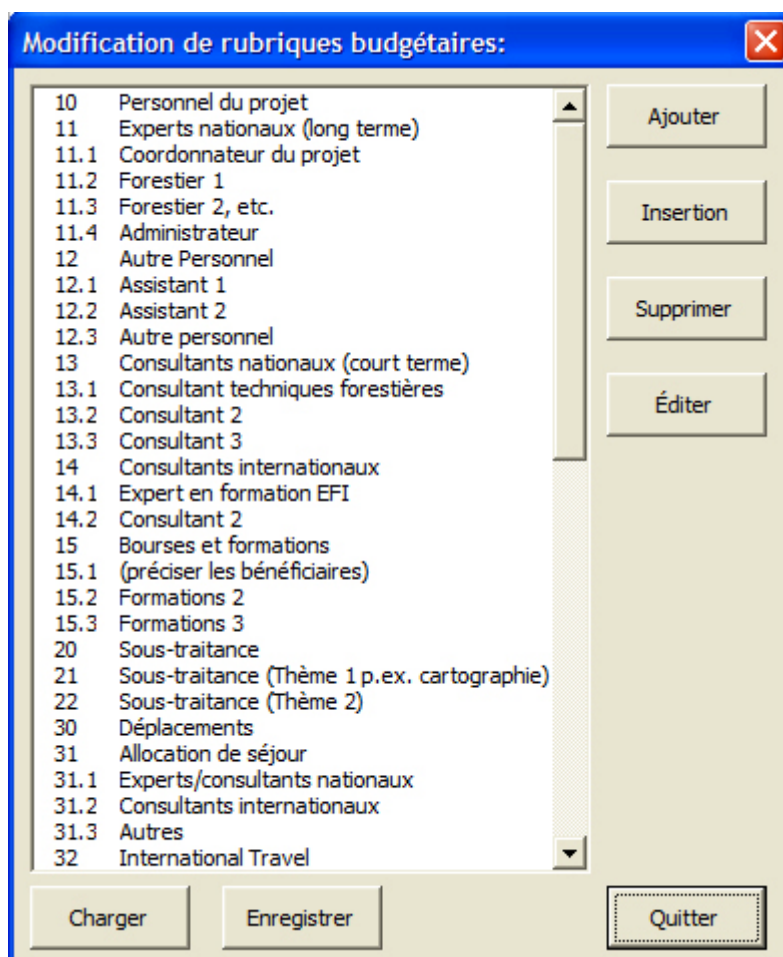 Modification de rubriques budgétaires:
10 Personnel du projet
11 Experts nationaux (long terme)
11.1 Coordonnateur du projet
11.2 Forestier 1
11.3 Forestier 2, etc.
11.4 Administrateur
12 Autre Personnel
12.1 Assistant 1
12.2 Assistant 2
12.3 Autre personnel
13 Consultants nationaux (court terme)
13.1 Consultant techniques forestières
13.2 Consultant 2
13.3 Consultant 3
14 Consultants internationaux
14.1 Expert en formation EFI
14.2 Consultant 2
15 Bourses et formations
15.1 (préciser les bénéficiaires)
15.2 Formations 2
15.3 Formations 3
20 Sous-traitance
21 Sous-traitance (Thème 1 p.ex. cartographie)
22 Sous-traitance (Thème 2)
30 Déplacements
31 Allocation de séjour
31.1 Experts/consultants nationaux
31.2 Consultants internationaux
31.3 Autres
32 International Travel
Ajouter
Insertion
Supprimer
Éditer
Charger
Enregistrer
Quitter